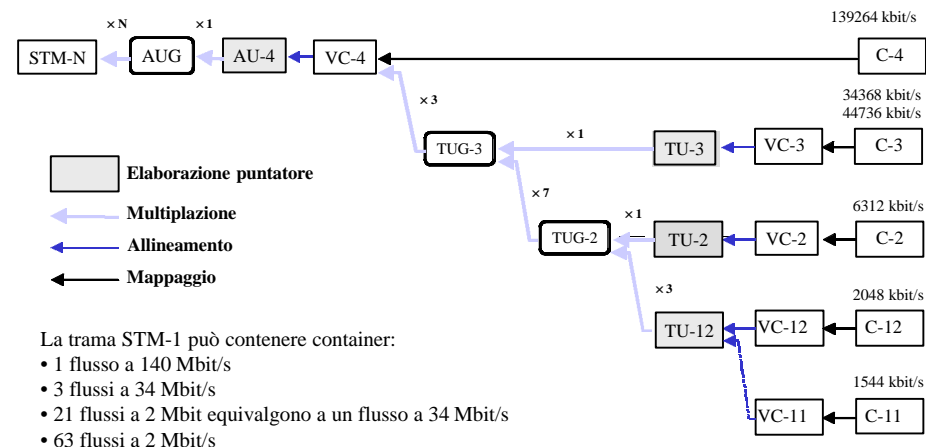 139264 kbit/s
× N
× 1
STM-N
AUG
AU-4
VC-4
C-4
× 3
34368 kbit/s
44736 kbit/s
× 1
TUG-3
TU-3
VC-3
C-3
Elaborazione puntatore
× 7
Multiplazione
6312 kbit/s
× 1
TUG-2
TU-2
VC-2
C-2
Allineamento
Mappaggio
× 3
2048 kbit/s
TU-12
VC-12
C-12
La trama STM-1 può contenere container:
• 1 flusso a 140 Mbit/s
• 3 flussi a 34 Mbit/s
1544 kbit/s
• 21 flussi a 2 Mbit equivalgono a un flusso a 34 Mbit/s
VC-11
C-11
• 63 flussi a 2 Mbit/s